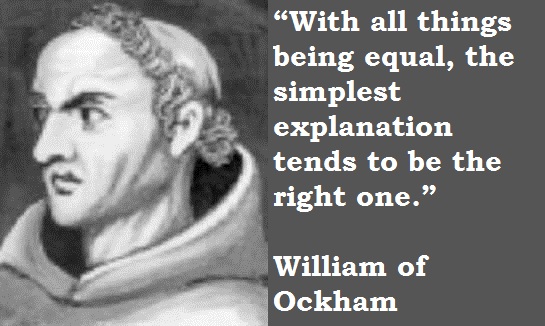 “With all things
being equal, the
simplest
explanation
tends to be the
right one.”
William of
Ockham